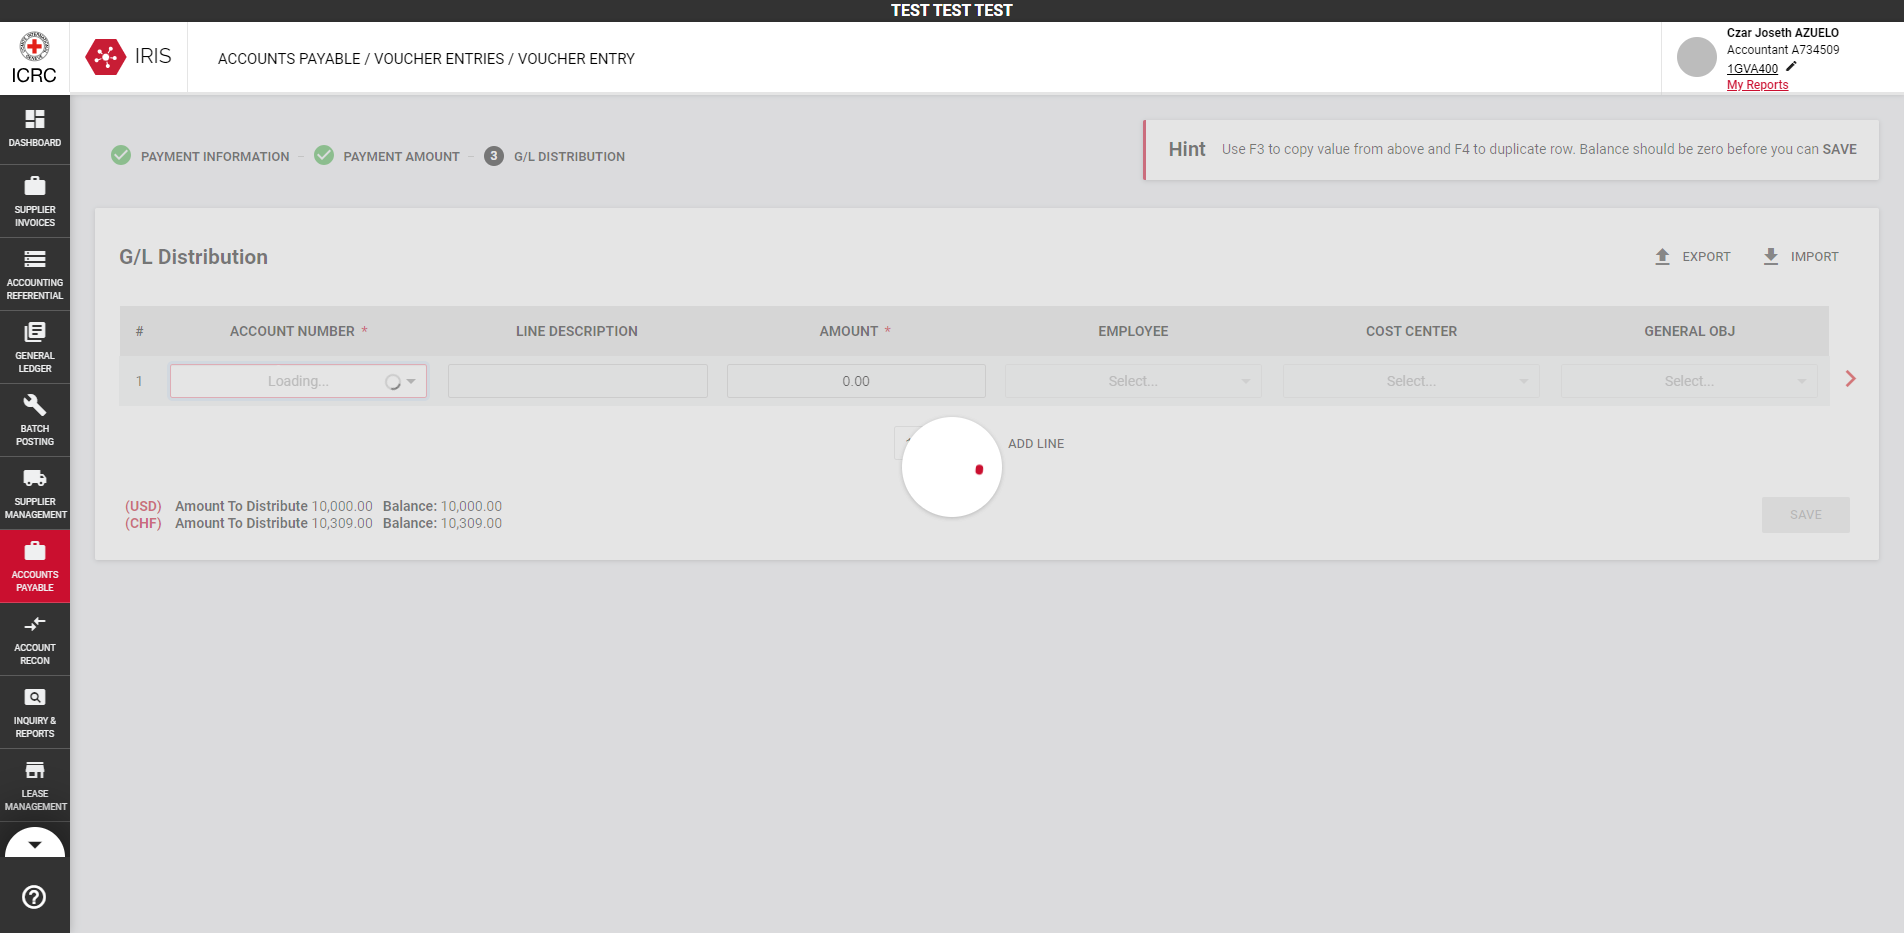 TEST TEST TEST
ICRC
IRIS
ACCOUNTS PAYABLE / VOUCHER ENTRIES / VOUCHER ENTRY
Czar Joseth AZUELO
Accountant A734509
1GVA400
My Reports
DASHBOARD
SUPPLIER
INVOICES
ACCOUNTING
REFERENTIAL
GENERAL
LEDGER
BATCH
POSTING
SUPPLIER
MANAGEMENT
ACCOUNTS
PAYABLE
ACCOUNT
RECON
INQUIRY &
REPORTS
LEASE
MANAGEMENT
PAYMENT INFORMATION
PAYMENT AMOUNT
3 G/L DISTRIBUTION
Hint Use F3 to copy value from above and F4 to duplicate row. Balance should be zero before you can SAVE
G/L Distribution
EXPORT IMPORT
# ACCOUNT NUMBER * LINE DESCRIPTION AMOUNT * EMPLOYEE COST CENTER GENERAL OBJ
1 Loading... 0.00 Select... Select... Select...
ADD LINE
(USD) Amount To Distribute 10,000.00 Balance: 10,000.00
(CHF) Amount To Distribute 10,309.00 Balance: 10,309.00
SAVE